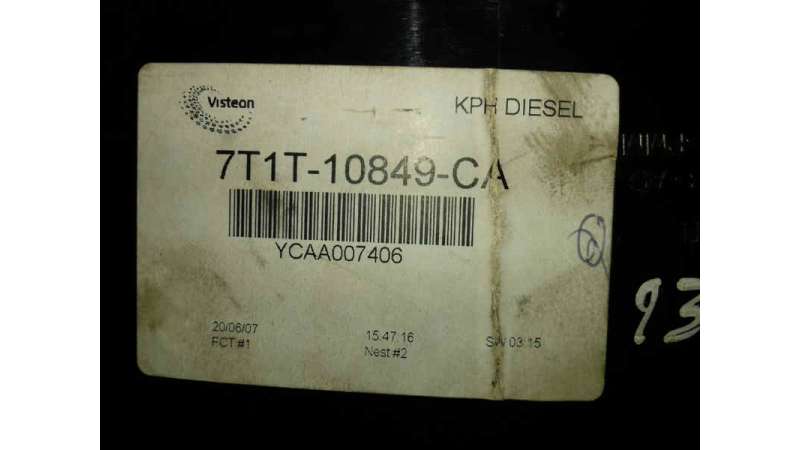 Visteon
KPH DIESEL
7T1T-10849-CA
YCAA007406
20/06/07 15:47:16 SW 03.15
FCT #1 Nest #2
93